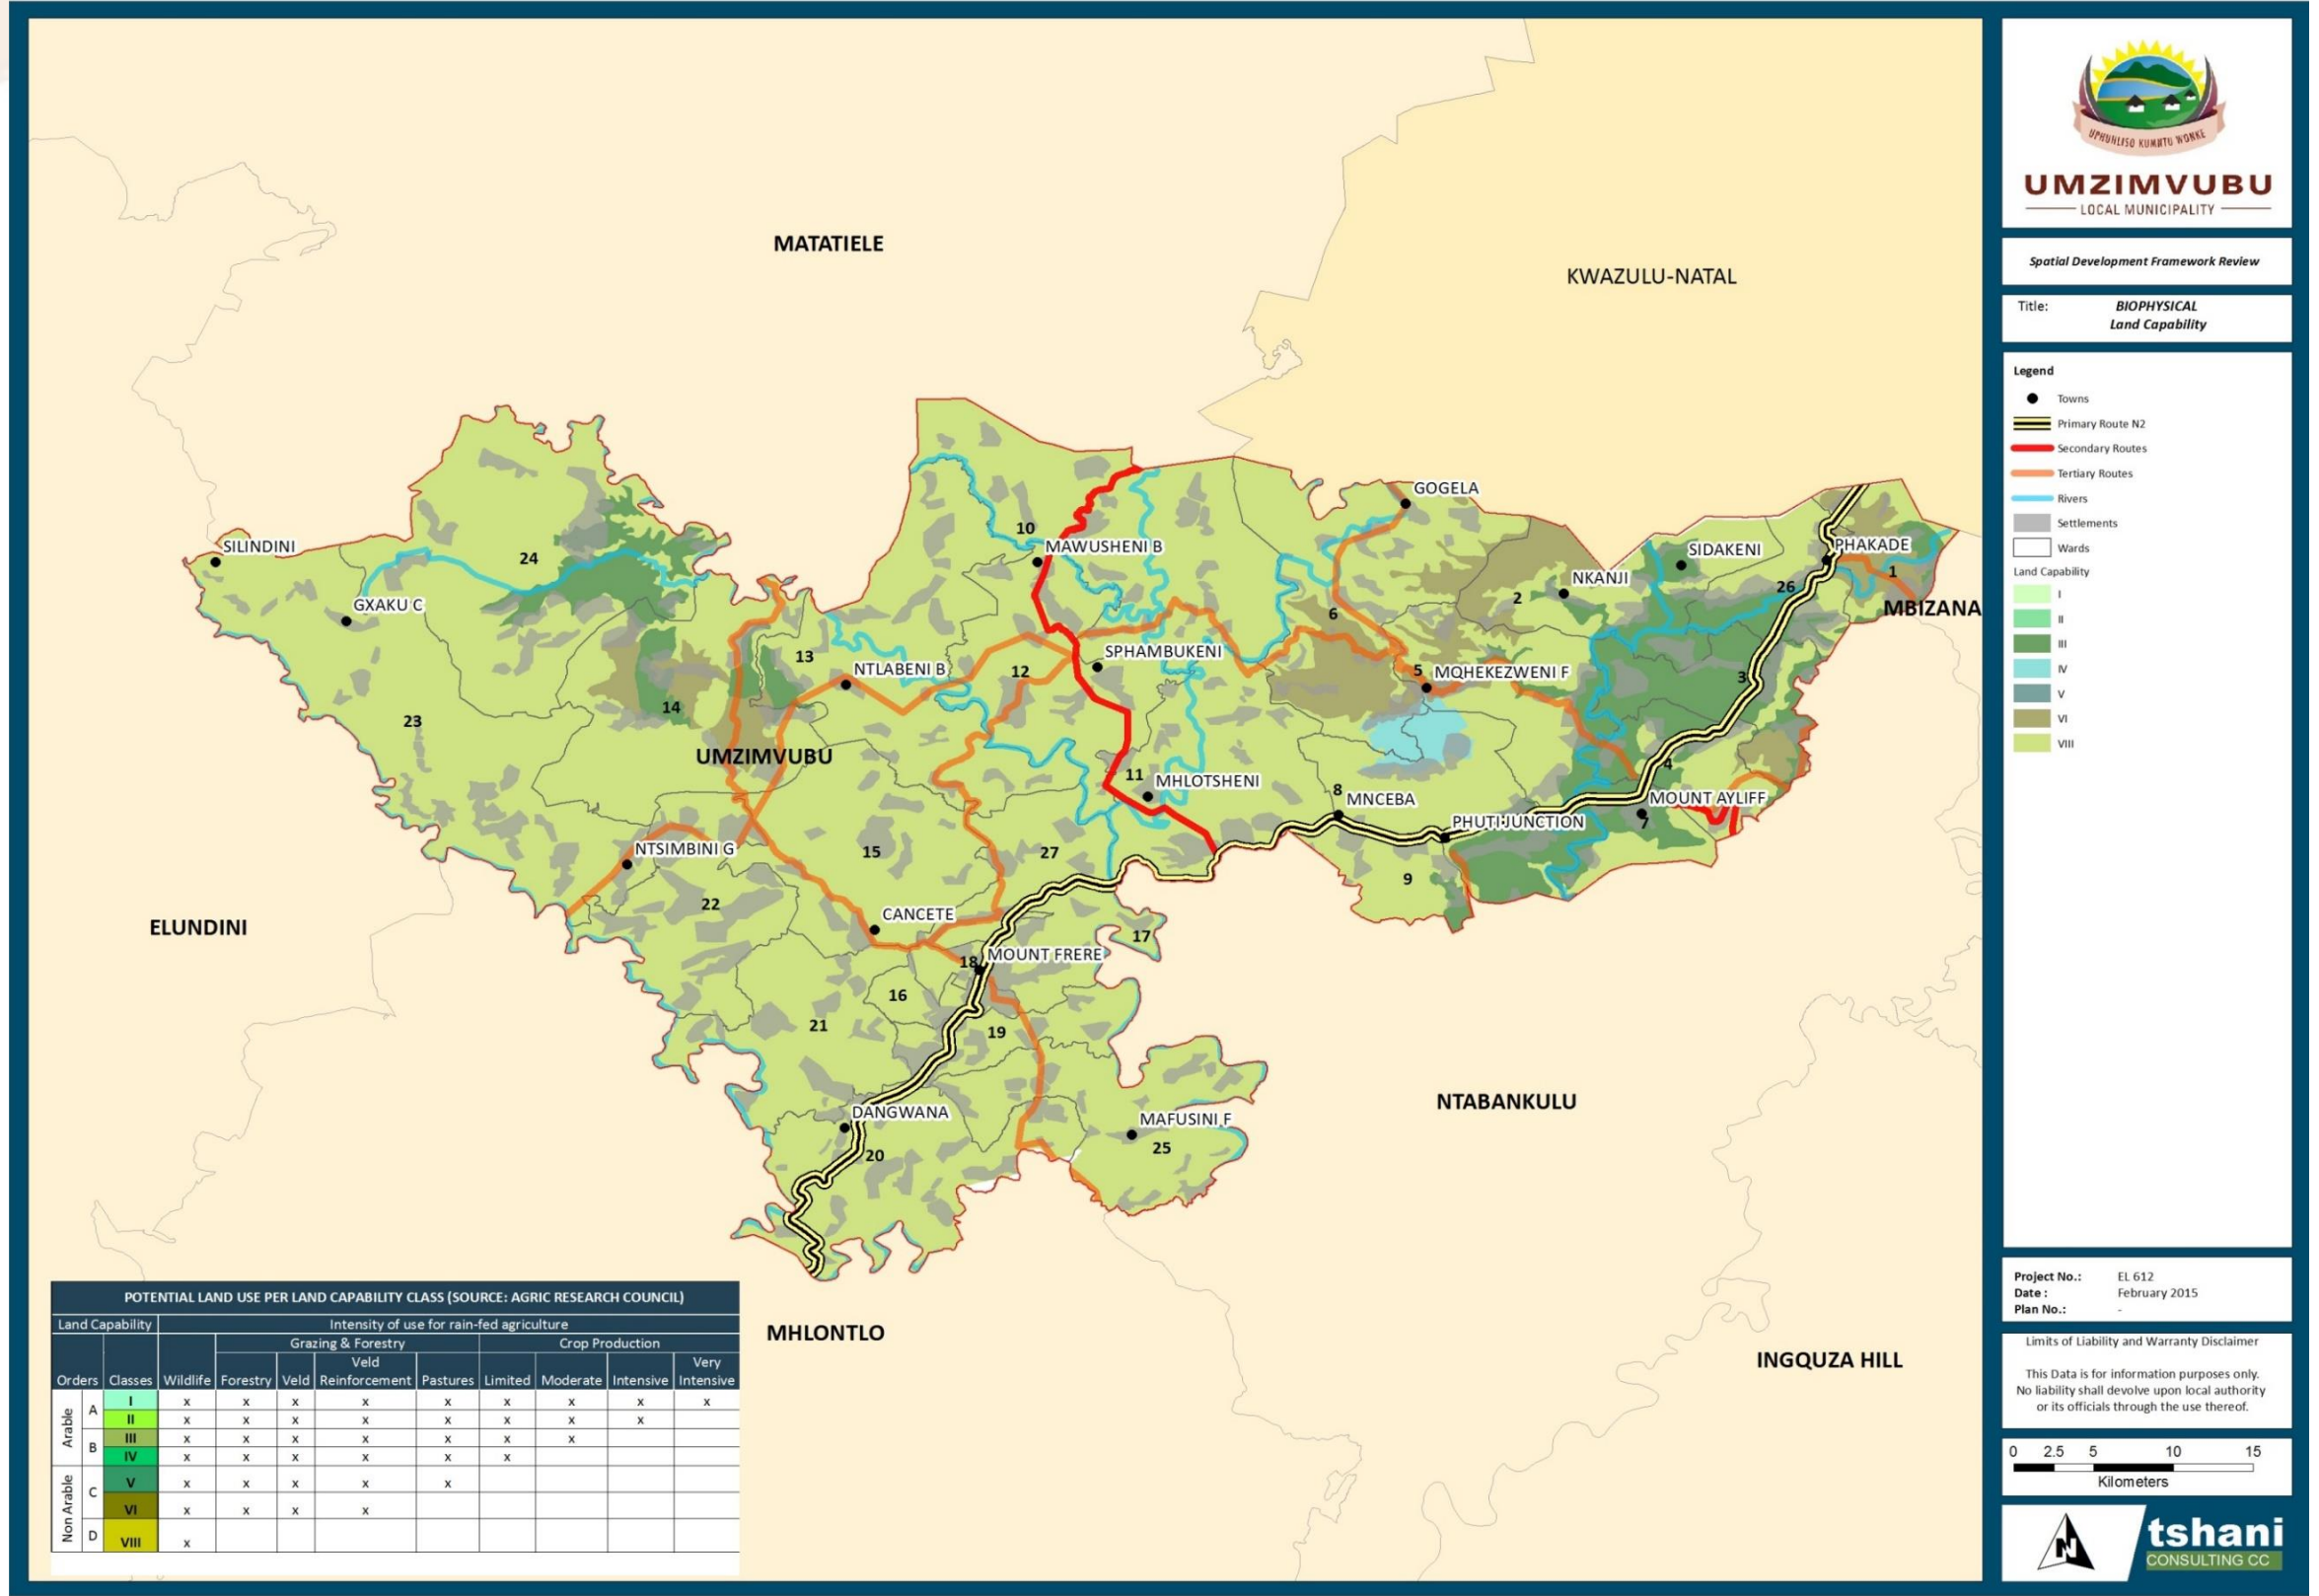 MATATIELE
KWAZULU-NATAL
GOGELA
SILINDINI
24
10
MAWUSHENI B
SIDAKENI
PHAKADE
NKANJI
26
1
GXAKU C
2
MBIZANA
6
13
SPHAMBUKENI
NTLABENI B
12
5
MQHEKEZWENI F
3
14
23
UMZIMVUBU
4
11
MHLOTSHENI
8
MNCEBA
MOUNT AYLIFF
PHUTI JUNCTION
7
NTSIMBINI G
15
27
9
22
CANCETE
ELUNDINI
17
18
MOUNT FRERE
16
21
19
NTABANKULU
DANGWANA
MAFUSINI F
25
20
MHLONTLO
INGQUZA HILL
POTENTIAL LAND USE PER LAND CAPABILITY CLASS (SOURCE: AGRIC RESEARCH COUNCIL)
Land Capability Intensity of use for rain-fed agriculture
Grazing & Forestry Crop Production
Orders Classes Wildlife Forestry Veld Veld Reinforcement Pastures Limited Moderate Intensive Very Intensive
Arable
A
I x x x x x x x x x
II x x x x x x x x
B
III x x x x x x x
IV x x x x x x
Non Arable
C
V x x x x x
VI x x x x
D
VIII x
UPHUHLISO KUMNTU WONKE
UMZIMVUBU
LOCAL MUNICIPALITY
Spatial Development Framework Review
Title: BIOPHYSICAL
Land Capability
Legend
Towns
Primary Route N2
Secondary Routes
Tertiary Routes
Rivers
Settlements
Wards
Land Capability
I
II
III
IV
V
VI
VIII
Project No.: EL 612
Date : February 2015
Plan No.: -
Limits of Liability and Warranty Disclaimer
This Data is for information purposes only.
No liability shall devolve upon local authority
or its officials through the use thereof.
0 2.5 5 10 15
Kilometers
N
tshani
CONSULTING CC